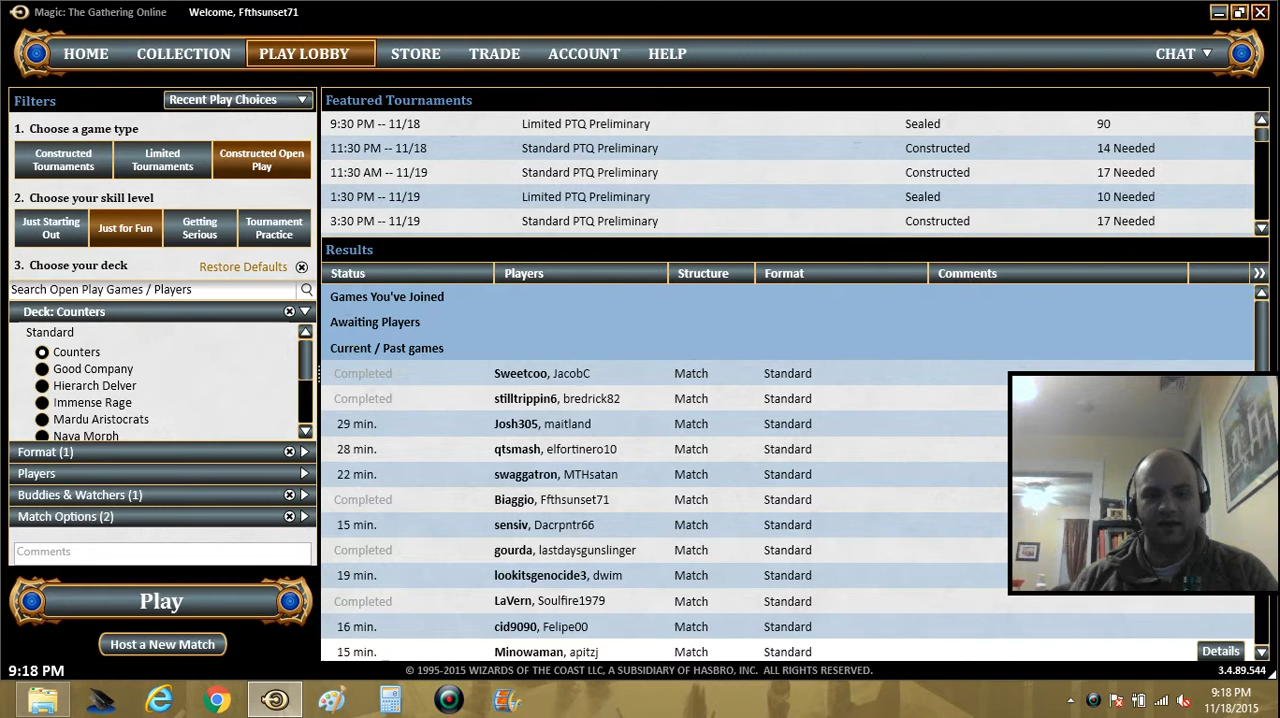 Magic: The Gathering Online
Welcome, Ffthsunset71
HOME COLLECTION PLAY LOBBY STORE TRADE ACCOUNT HELP CHAT
Filters Recent Play Choices
1. Choose a game type
Constructed Tournaments Limited Tournaments Constructed Open Play
2. Choose your skill level
Just Starting Out Just for Fun Getting Serious Tournament Practice
3. Choose your deck Restore Defaults
Search Open Play Games / Players
Deck: Counters
Standard
Counters
Good Company
Hierarch Delver
Immense Rage
Mardu Aristocrats
Naya Morph
Format (1)
Players
Buddies & Watchers (1)
Match Options (2)
Comments
Play
Host a New Match
9:18 PM
Featured Tournaments
9:30 PM -- 11/18 Limited PTQ Preliminary Sealed 90
11:30 PM -- 11/18 Standard PTQ Preliminary Constructed 14 Needed
11:30 AM -- 11/19 Standard PTQ Preliminary Constructed 17 Needed
1:30 PM -- 11/19 Limited PTQ Preliminary Sealed 10 Needed
3:30 PM -- 11/19 Standard PTQ Preliminary Constructed 17 Needed
Results
Status Players Structure Format Comments
Games You've Joined
Awaiting Players
Current / Past games
Completed Sweetcoo, JacobC Match Standard
Completed stilltrippin6, bredrick82 Match Standard
29 min. Josh305, maitland Match Standard
28 min. qtsmash, elfortinero10 Match Standard
22 min. swaggatron, MTHsatan Match Standard
Completed Biaggio, Ffthsunset71 Match Standard
15 min. sensiv, Dacrpntr66 Match Standard
Completed gourda, lastdaysgunslinger Match Standard
19 min. lookitsgenocide3, dwim Match Standard
Completed LaVern, Soulfire1979 Match Standard
16 min. cid9090, Felipe00 Match Standard
15 min. Minowaman, apitzj Match Standard
Details
© 1995-2015 WIZARDS OF THE COAST LLC, A SUBSIDIARY OF HASBRO, INC. ALL RIGHTS RESERVED.
3.4.89.544
9:18 PM
11/18/2015